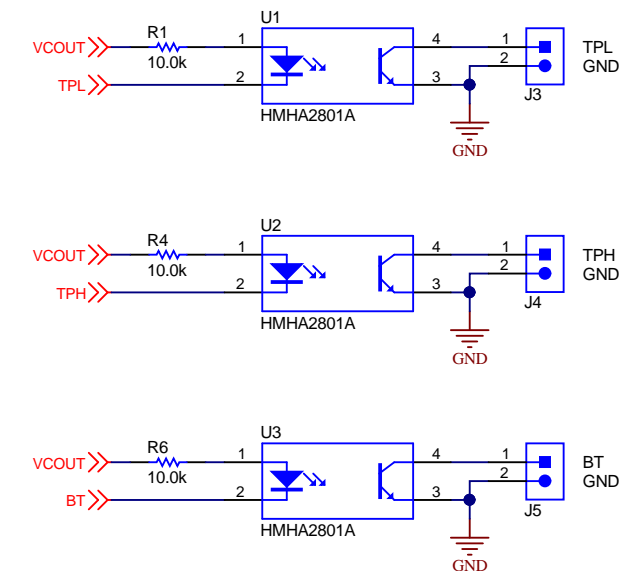 U1
VCOUT R1 1 4 1 TPL
10.0k 2 GND
TPL 2 3
HMHA2801A J3
GND
U2
VCOUT R4 1 4 1 TPH
10.0k 2 GND
TPH 2 3
HMHA2801A J4
GND
U3
VCOUT R6 1 4 1 BT
10.0k 2 GND
BT 2 3
HMHA2801A J5
GND